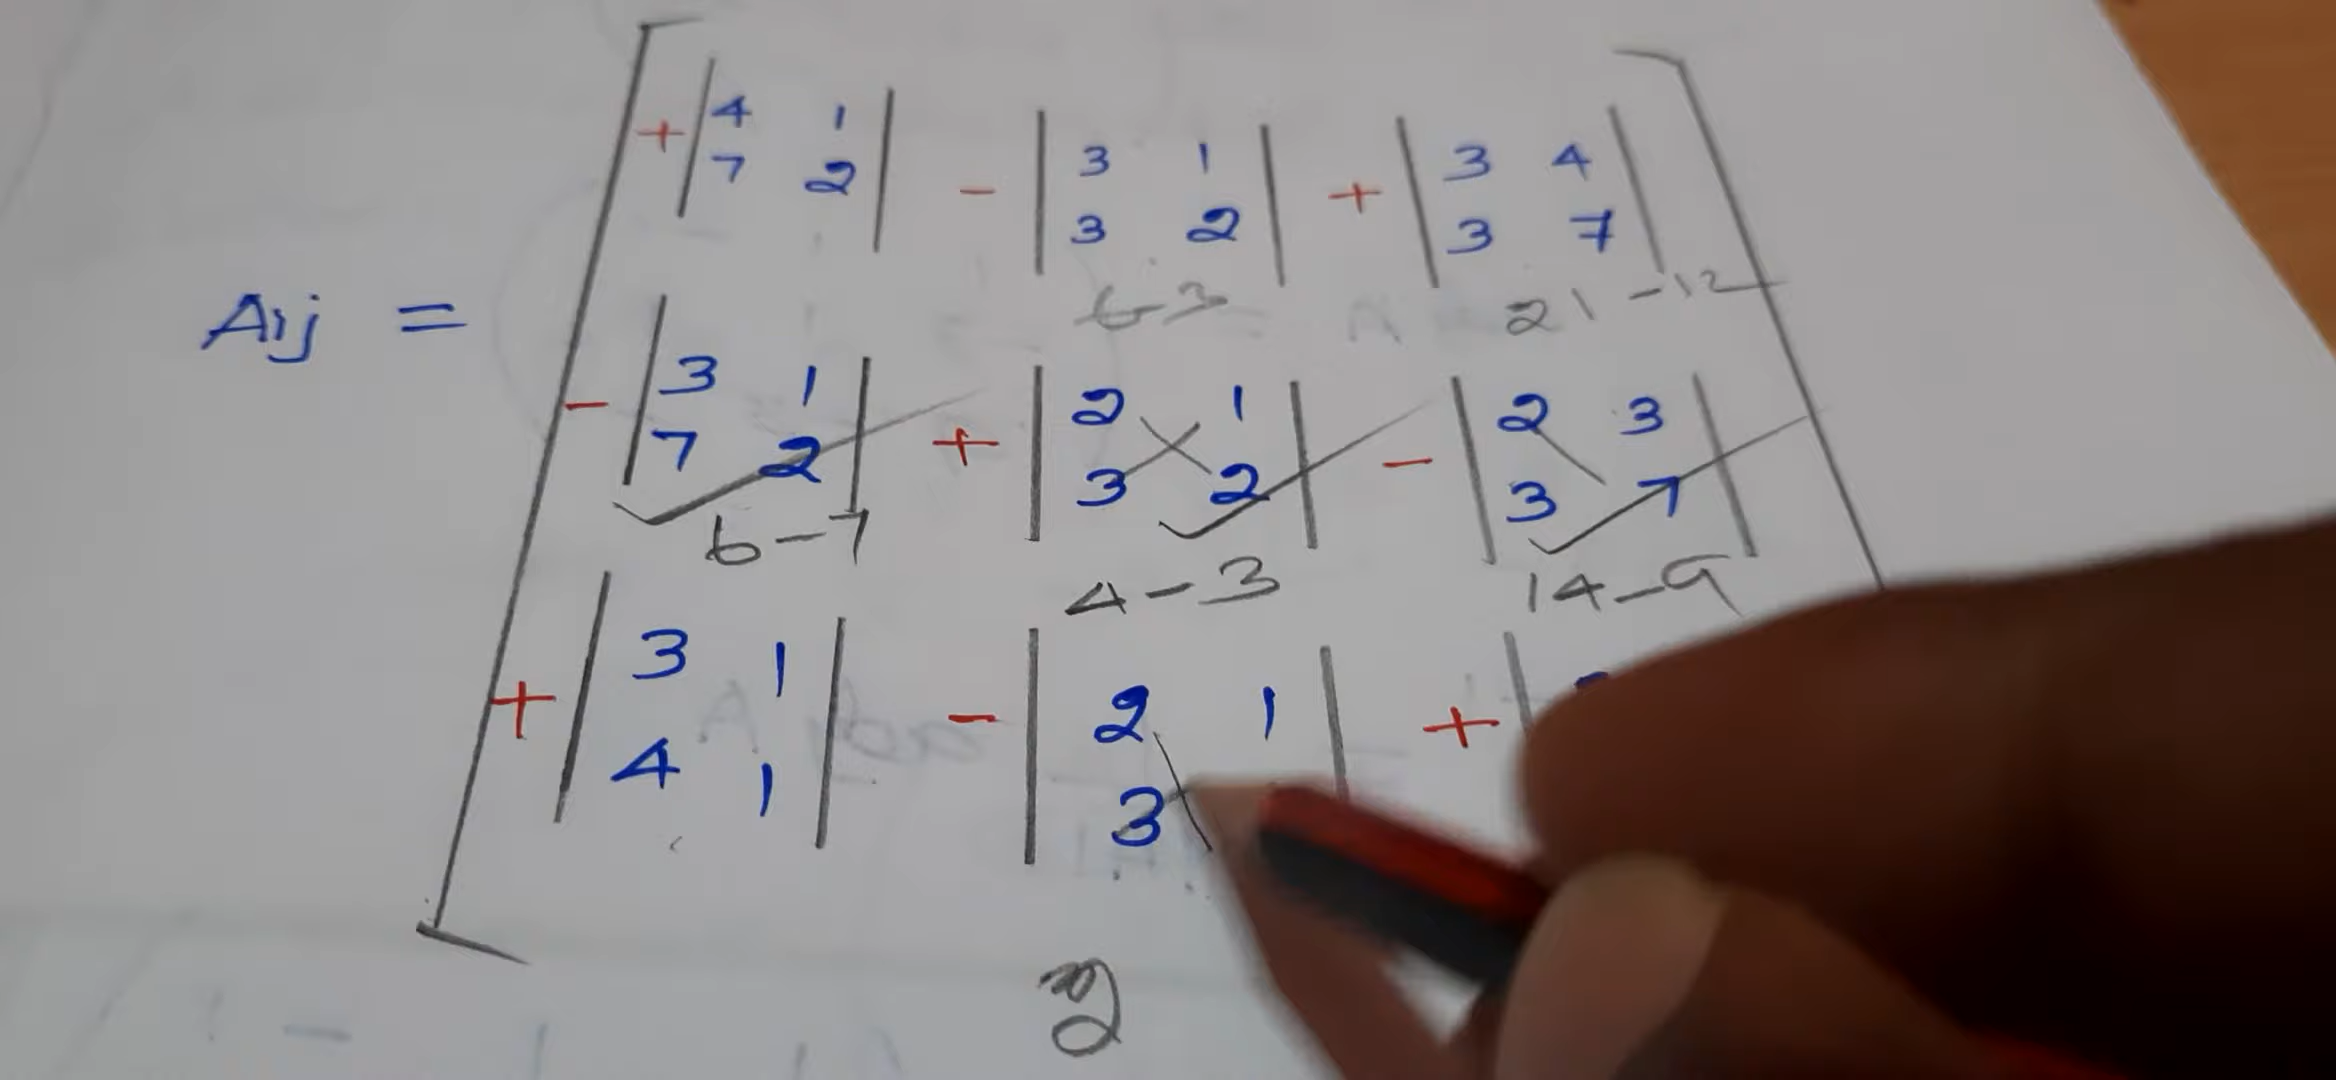 + | 4 1 | - | 3 1 | + | 3 4 |
| 7 2 | | 3 2 | | 3 7 |
6-3 21-12
Aij =
- | 3 1 | + | 2 1 | - | 2 3 |
| 7 2 | | 3 2 | | 3 7 |
6-7 4-3 14-9
+ | 3 1 | - | 2 1 | + |
| 4 1 | | 3